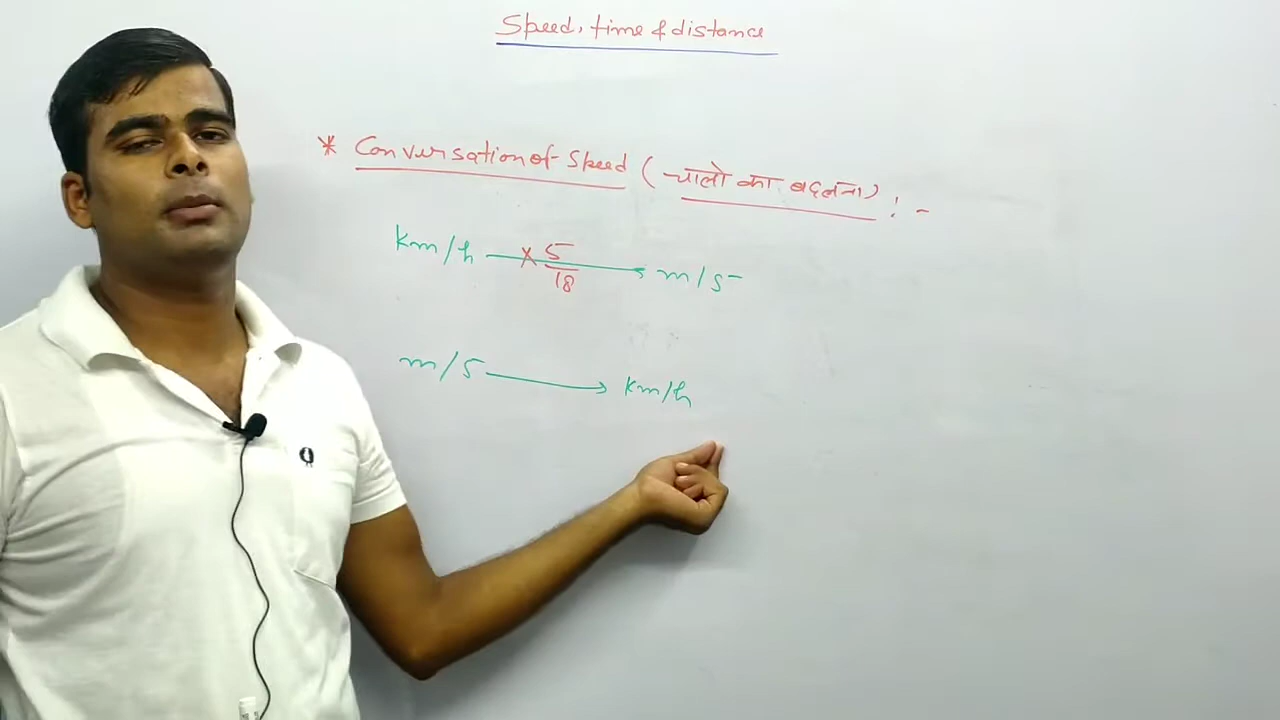 Speed, time & distance
* Conversation of Speed ( चालो का बदलना ) : -
km/h × 5/18 → m/s
m/s → km/h